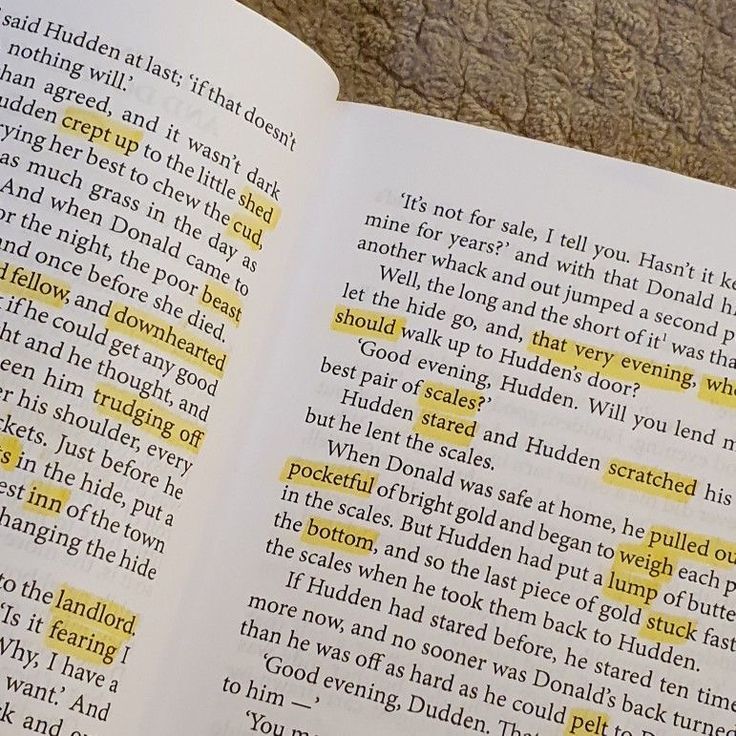 said Hudden at last; 'if that doesn't
nothing will.'
han agreed, and it wasn't dark
udden crept up to the little shed
rying her best to chew the cud,
as much grass in the day as
And when Donald came to
or the night, the poor beast
and once before she died.
d fellow, and downhearted
if he could get any good
ht and he thought, and
een him trudging off
er his shoulder, every
ckets. Just before he
s in the hide, put a
est inn of the town
hanging the hide
to the landlord.
'Is it fearing I
Why, I have a
want.' And
ck and
'It's not for sale, I tell you. Hasn't it ke
mine for years?' and with that Donald h
another whack and out jumped a second p
Well, the long and the short of it¹ was tha
let the hide go, and, that very evening, who
should walk up to Hudden's door?
'Good evening, Hudden. Will you lend m
best pair of scales?'
Hudden stared and Hudden scratched his
but he lent the scales.
When Donald was safe at home, he pulled ou
pocketful of bright gold and began to weigh each p
in the scales. But Hudden had put a lump of butte
the bottom, and so the last piece of gold stuck fast
the scales when he took them back to Hudden.
If Hudden had stared before, he stared ten time
more now, and no sooner was Donald's back turned
than he was off as hard as he could pelt to D
'Good evening, Dudden. That
to him —'
'You m